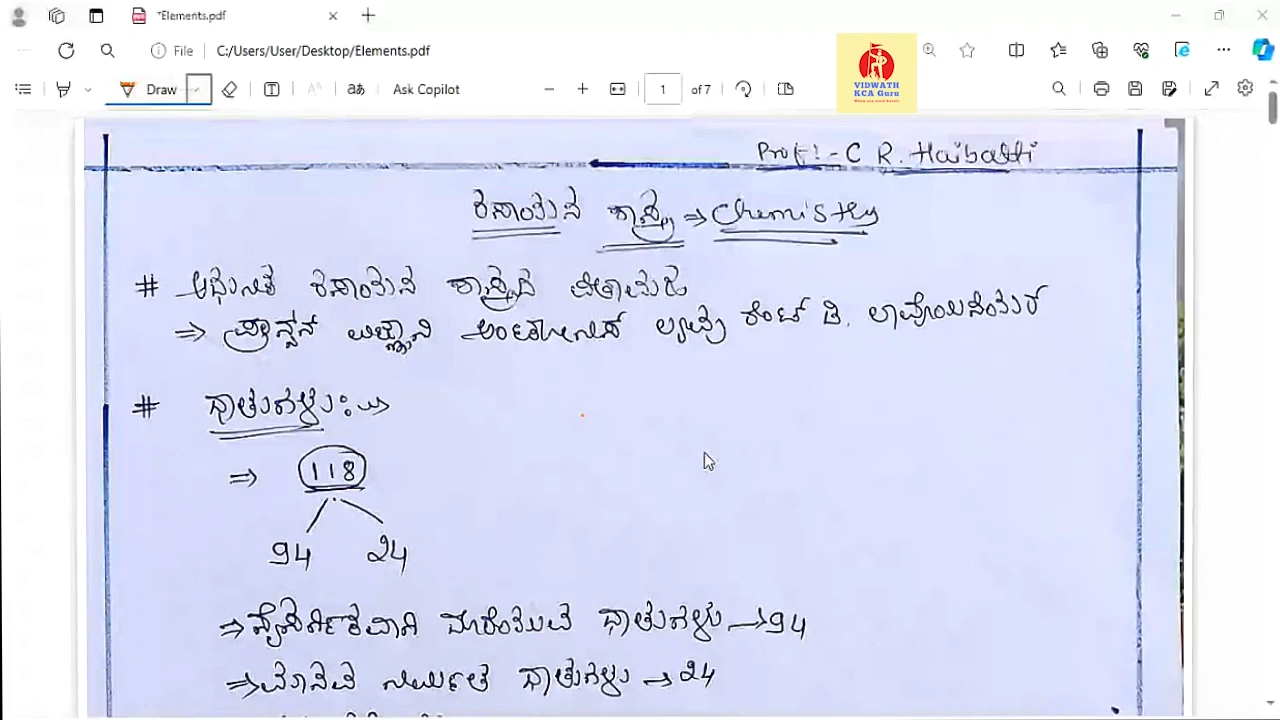 *Elements.pdf
File C:/Users/User/Desktop/Elements.pdf
Draw Ask Copilot 1 of 7
VIDWATH
KCA Guru
Prof:- C R. Haibatti
ರಸಾಯನ ಶಾಸ್ತ್ರ ⇒ Chemistry
# ಆಧುನಿಕ ರಸಾಯನ ಶಾಸ್ತ್ರದ ಪಿತಾಮಹ
⇒ ಫ್ರಾನ್ಸನ್ ವಿಜ್ಞಾನಿ ಲಾವೋಯಿಸಿಯರ್
# ಧಾತುಗಳು:→
⇒ 118
94 24
⇒ ನೈಸರ್ಗಿಕವಾಗಿ ದೊರೆಯುವ ಧಾತುಗಳು → 94
⇒ ಮಾನವ ನಿರ್ಮಿತ ಧಾತುಗಳು → 24